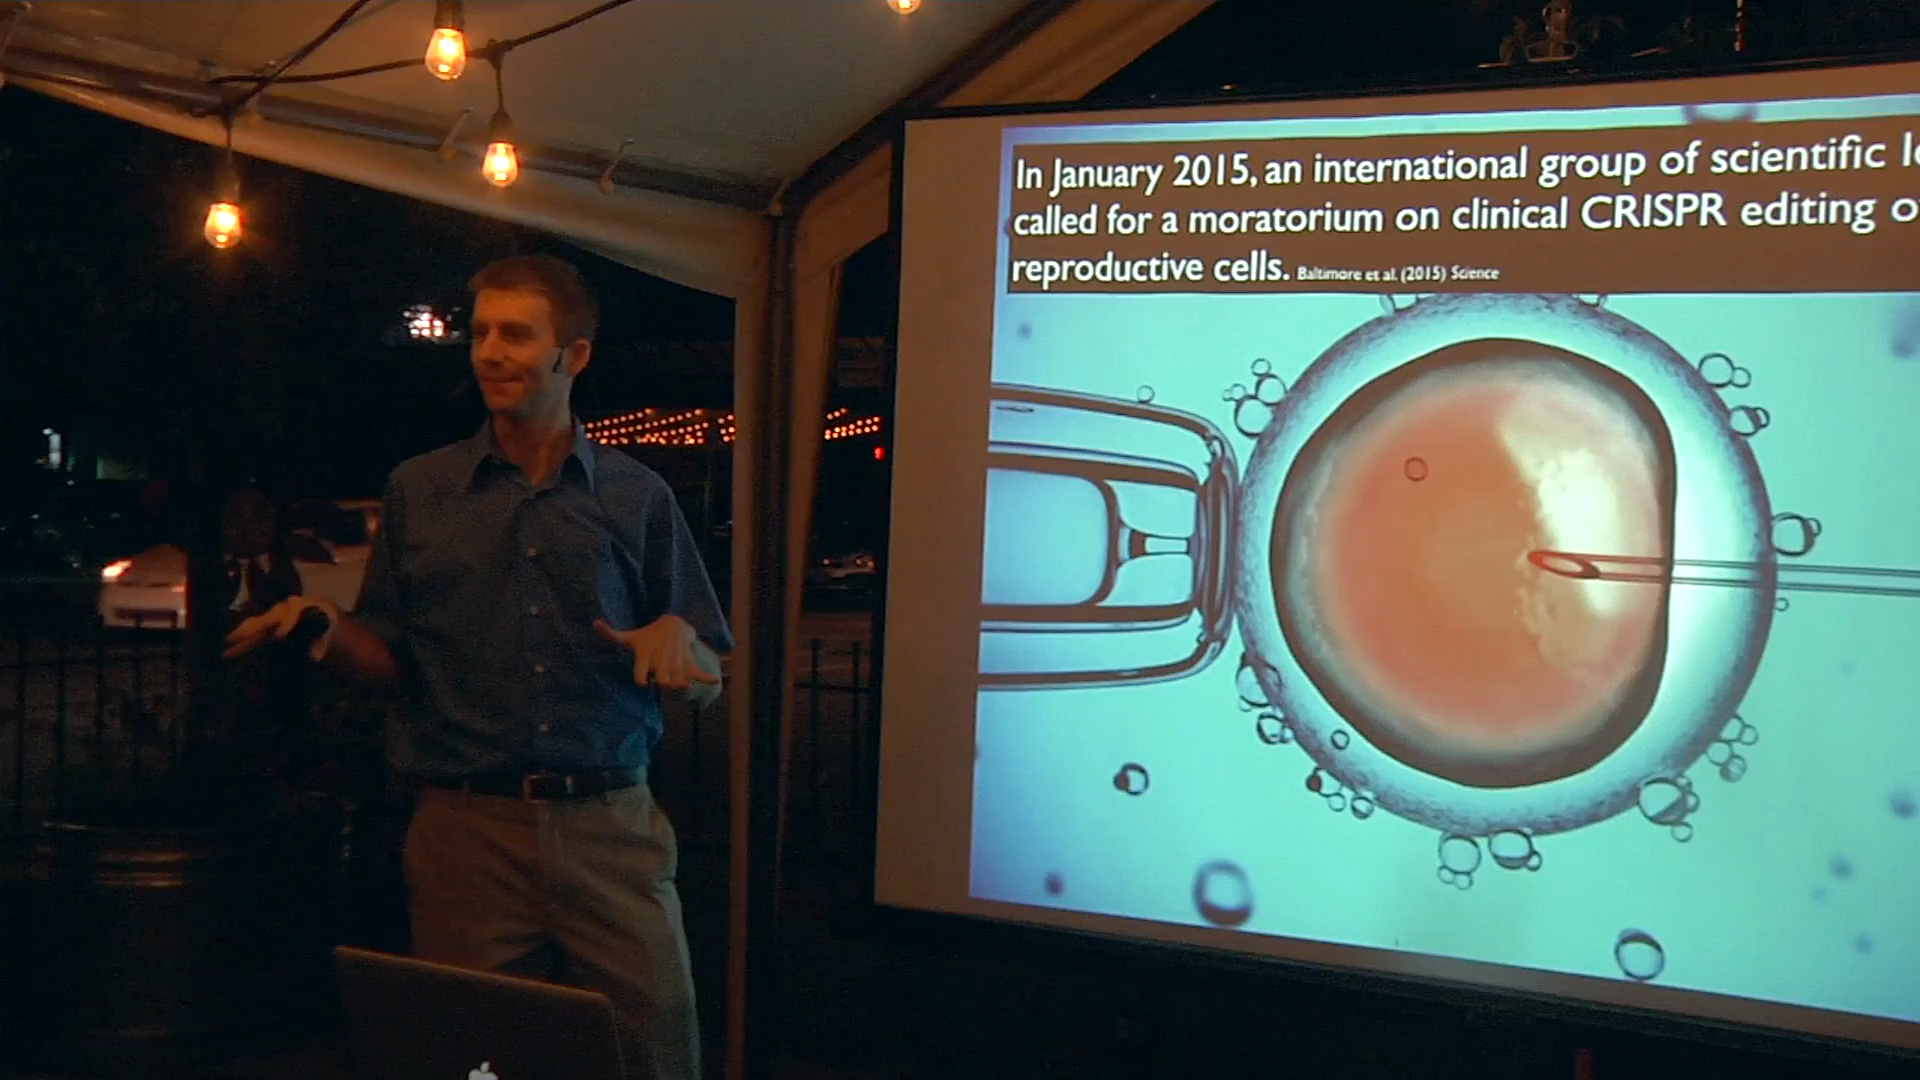 In January 2015, an international group of scientific
called for a moratorium on clinical CRISPR editing
reproductive cells. Baltimore et al. (2015) Science